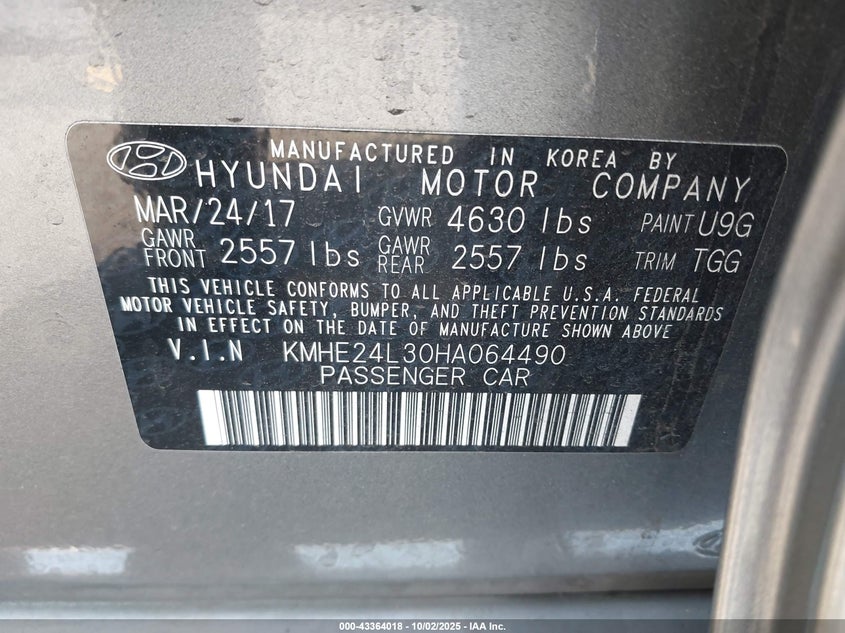 MANUFACTURED IN KOREA BY
HYUNDAI MOTOR COMPANY
MAR/24/17 GVWR 4630 lbs PAINT U9G
GAWR FRONT 2557 lbs GAWR REAR 2557 lbs TRIM TGG
THIS VEHICLE CONFORMS TO ALL APPLICABLE U.S.A. FEDERAL
MOTOR VEHICLE SAFETY, BUMPER, AND THEFT PREVENTION STANDARDS
IN EFFECT ON THE DATE OF MANUFACTURE SHOWN ABOVE
V.I.N KMHE24L30HA064490
PASSENGER CAR
000-43364018 - 10/02/2025 - IAA Inc.